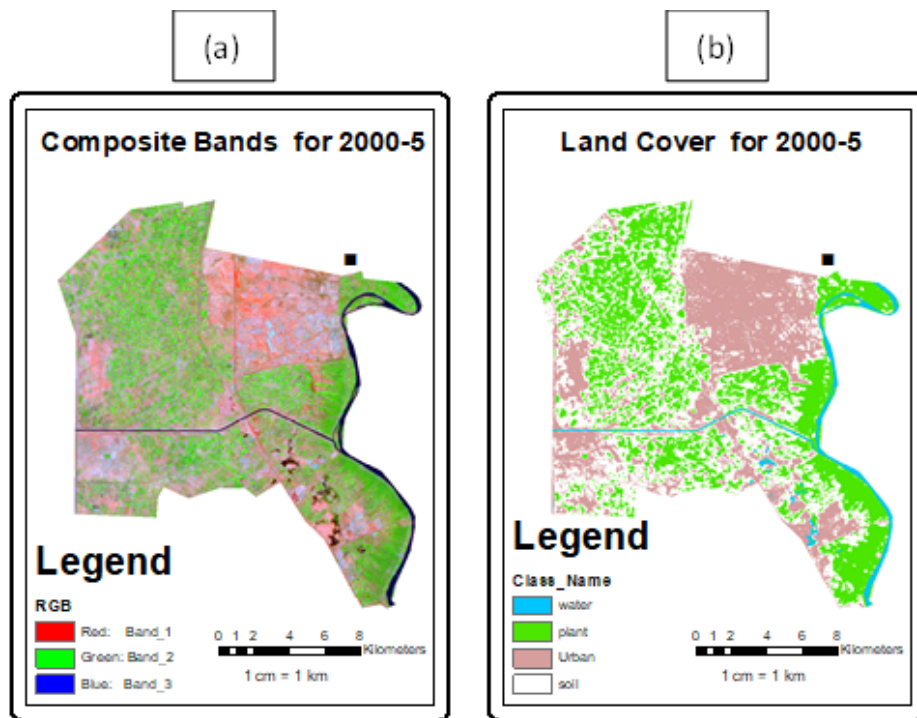 (a)
Composite Bands for 2000-5
Legend
RGB
Red: Band_1
Green: Band_2
Blue: Band_3
0 1 2 4 6 8
Kilometers
1 cm = 1 km
(b)
Land Cover for 2000-5
Legend
Class_Name
water
plant
Urban
soil
0 1 2 4 6 8
Kilometers
1 cm = 1 km